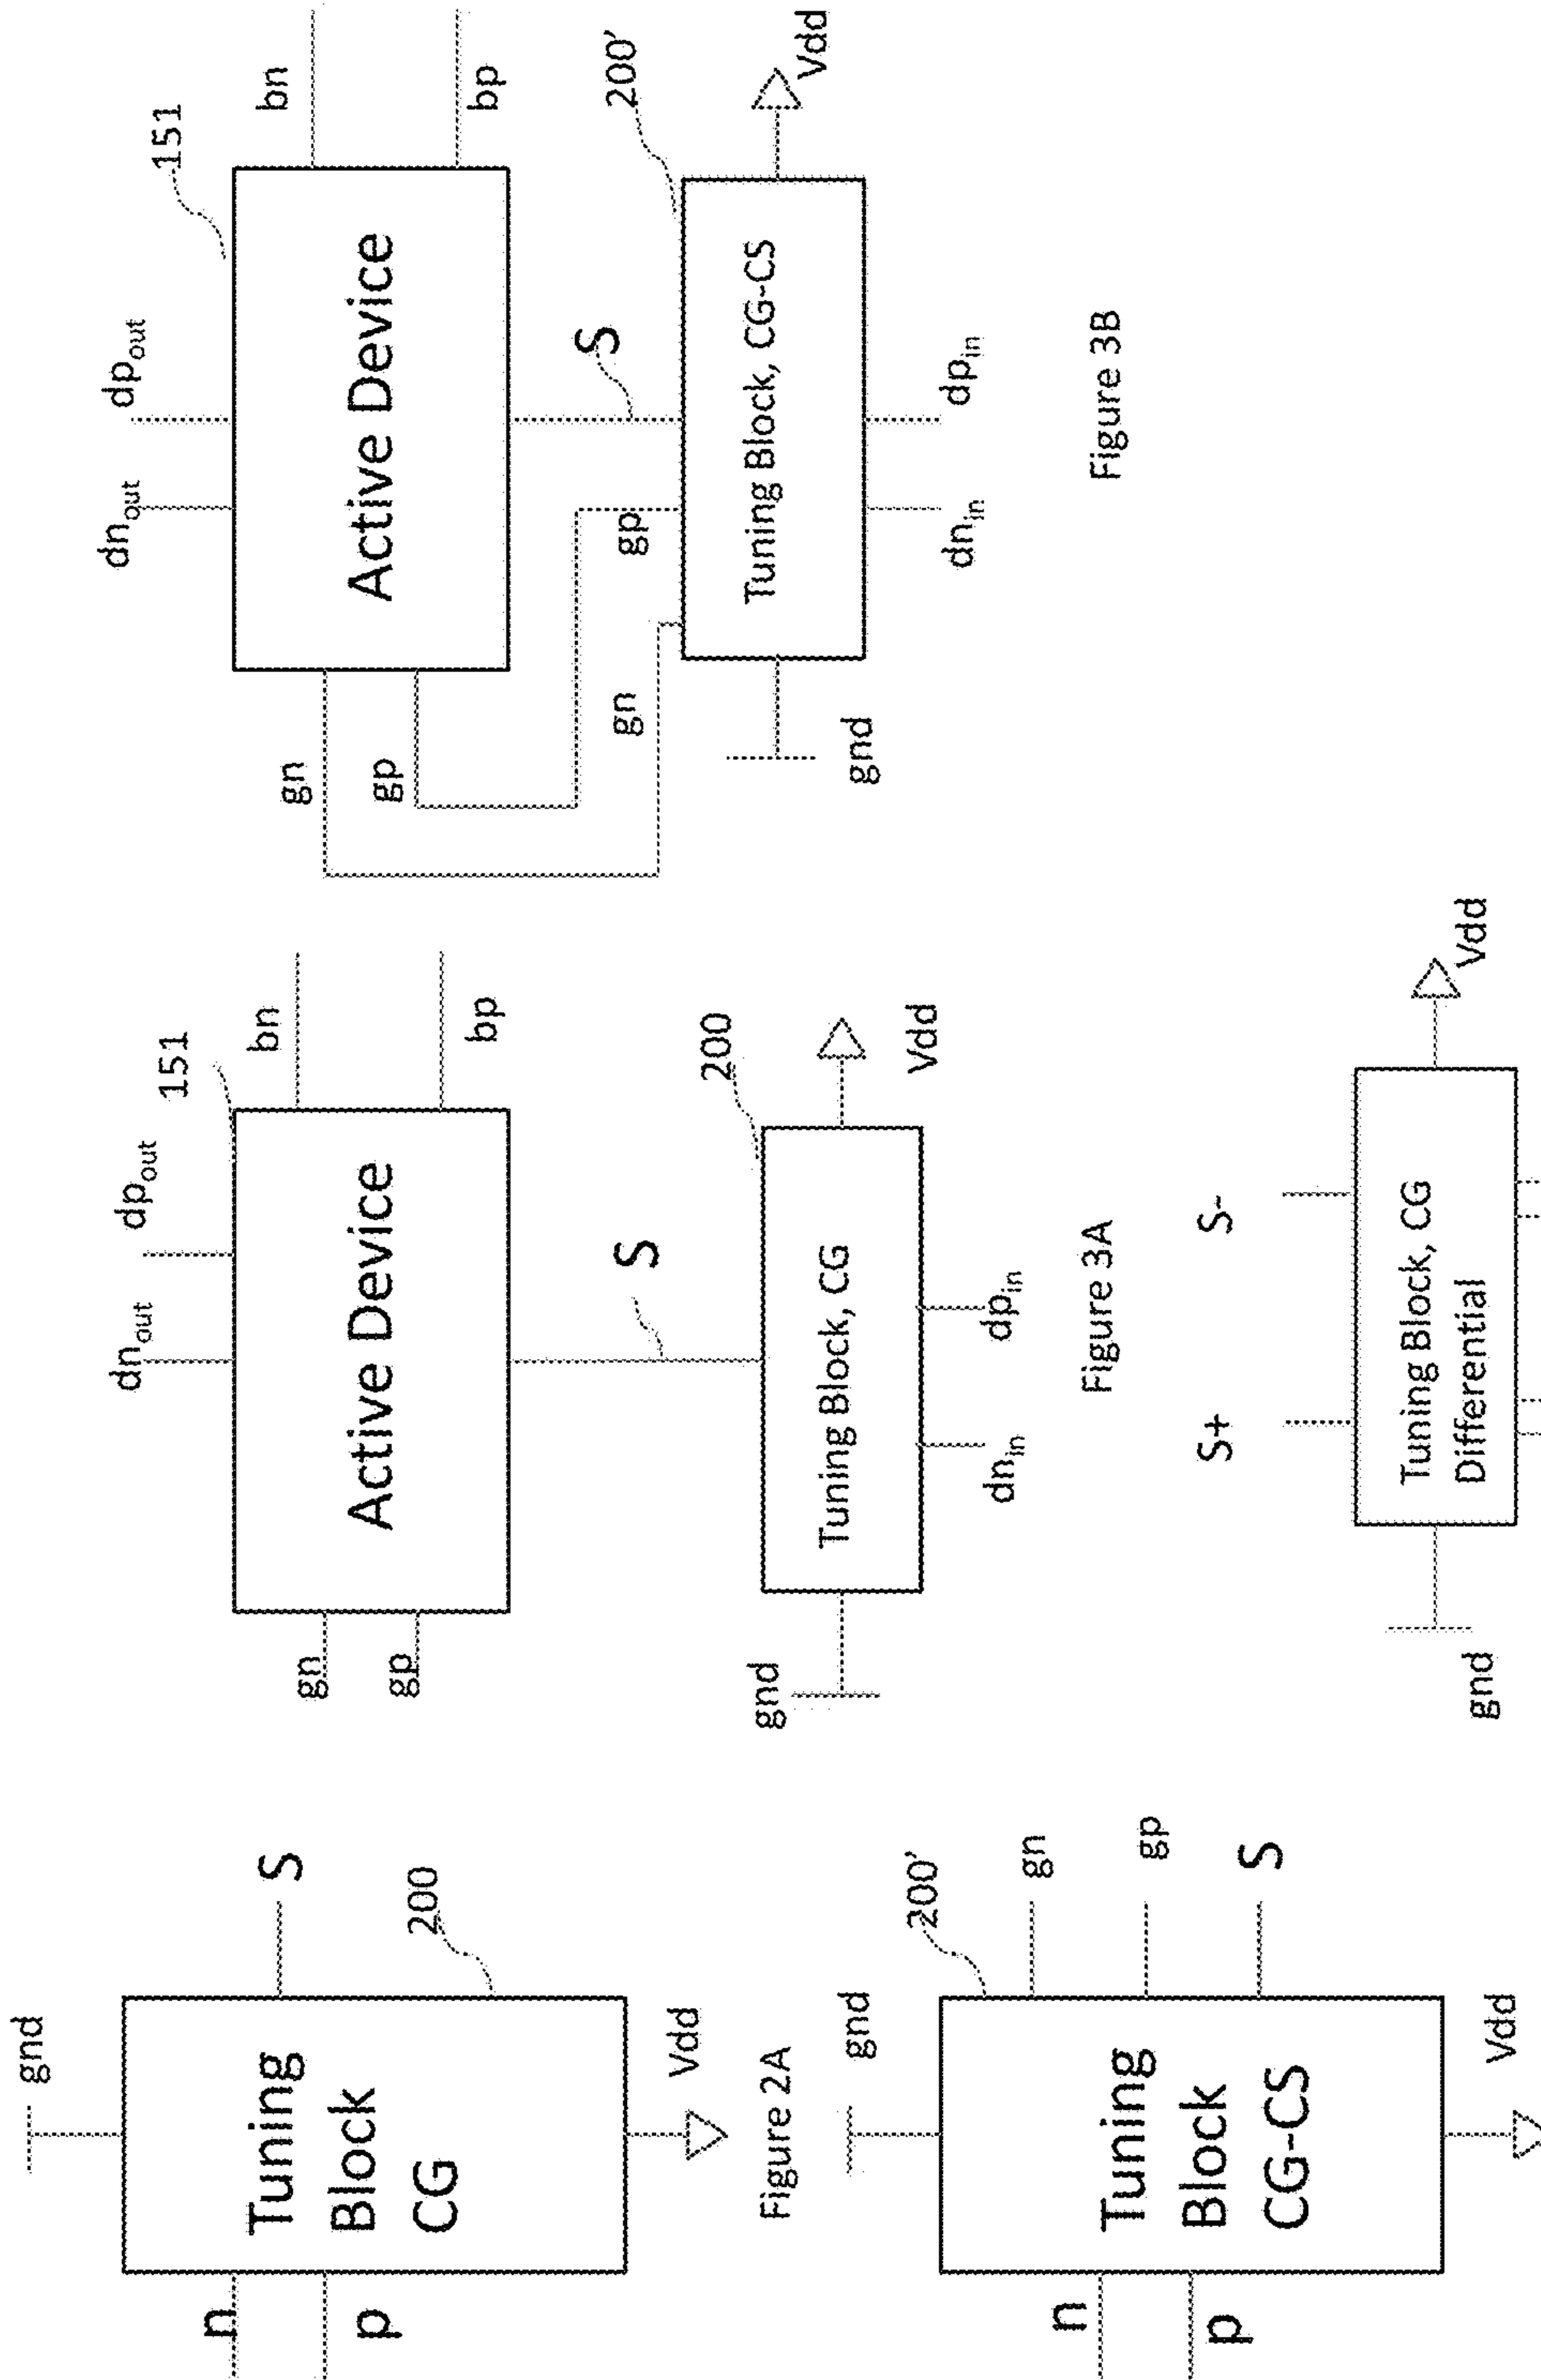 gnd
Tuning
Block
CG
n
p
S
200
Vdd
Figure 2A
gnd
Tuning
Block
CG-CS
n
p
200'
gn
gp
S
Vdd
dn_out
dp_out
151
Active Device
gn
gp
bn
bp
S
200
Tuning Block, CG
gnd
Vdd
dn_in
dp_in
Figure 3A
S+
S-
Tuning Block, CG
Differential
gnd
Vdd
dn_out
dp_out
151
Active Device
gn
gp
bn
bp
S
gp
gn
200'
Tuning Block, CG-CS
gnd
Vdd
dn_in
dp_in
Figure 3B